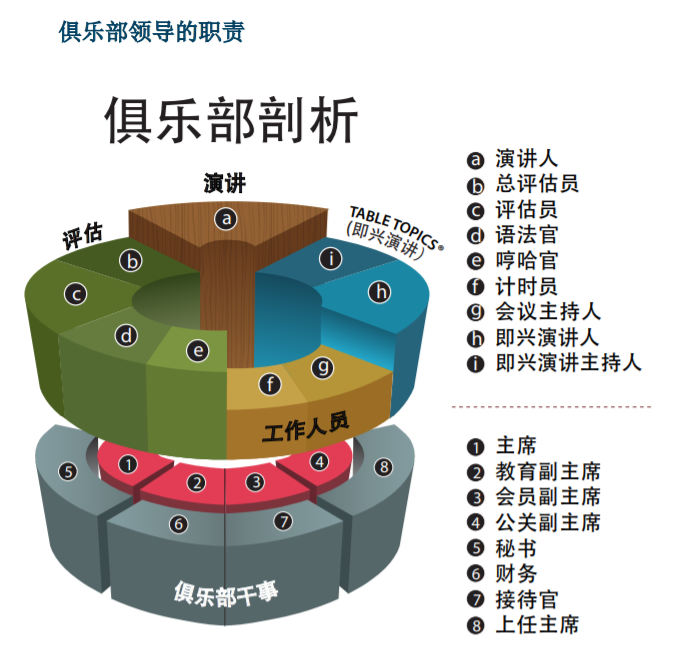 俱乐部领导的职责
俱乐部剖析
演讲
评估
TABLE TOPICS®
(即兴演讲)
a
b
c
d
e
f
g
h
i
工作人员
1
2
3
4
5
6
7
8
俱乐部干事
a 演讲人
b 总评估员
c 评估员
d 语法官
e 哼哈官
f 计时员
g 会议主持人
h 即兴演讲人
i 即兴演讲主持人
1 主席
2 教育副主席
3 会员副主席
4 公关副主席
5 秘书
6 财务
7 接待官
8 上任主席